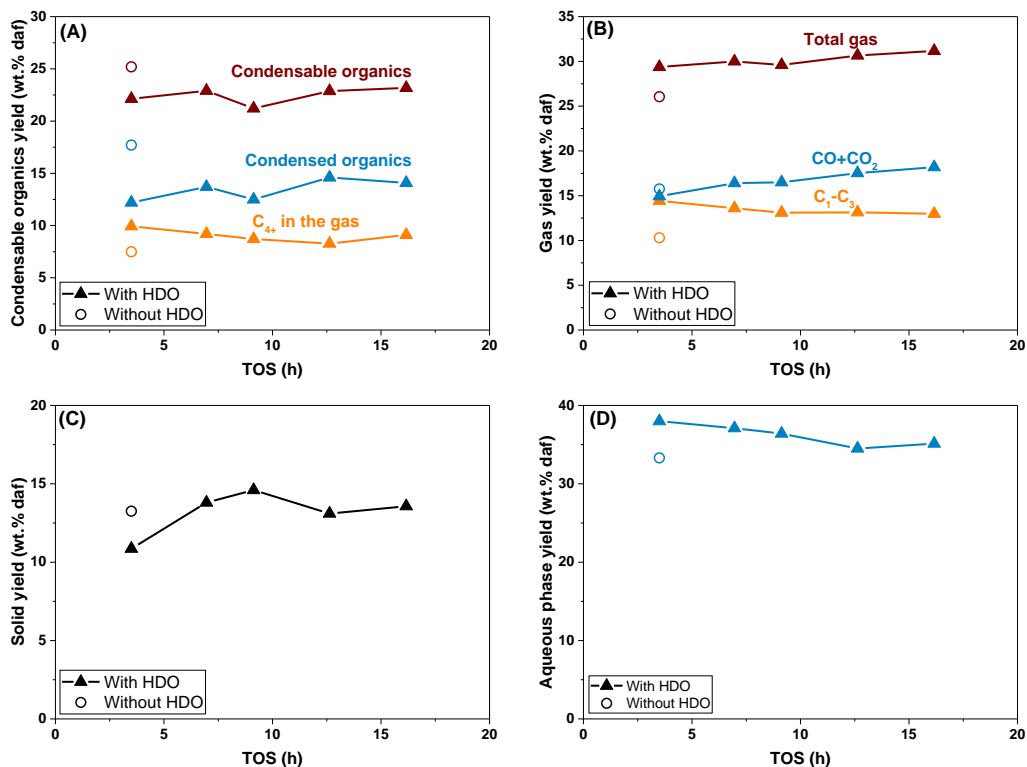 (A)
Condensable organics yield (wt.% daf)
30
25
20
15
10
5
0
Condensable organics
Condensed organics
C₄₊ in the gas
With HDO
Without HDO
0 5 10 15 20
TOS (h)
(B)
Gas yield (wt.% daf)
35
30
25
20
15
10
5
0
Total gas
CO+CO₂
C₁-C₃
With HDO
Without HDO
0 5 10 15 20
TOS (h)
(C)
Solid yield (wt.% daf)
20
15
10
5
0
With HDO
Without HDO
0 5 10 15 20
TOS (h)
(D)
Aqueous phase yield (wt.% daf)
40
30
20
10
0
With HDO
Without HDO
0 5 10 15 20
TOS (h)